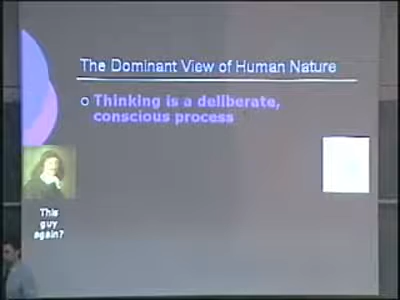 The Dominant View of Human Nature
Thinking is a deliberate,
conscious process
This
guy
again?